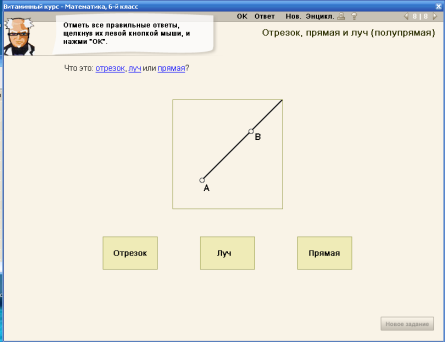 Витаминный курс - Математика, 6-й класс
OK Ответ Нов. Энцикл. ?
Отметь все правильные ответы,
щелкнув их левой кнопкой мыши, и
нажми "ОК".
Отрезок, прямая и луч (полупрямая)
Что это: отрезок, луч или прямая?
B
A
Отрезок
Луч
Прямая
Новое задание